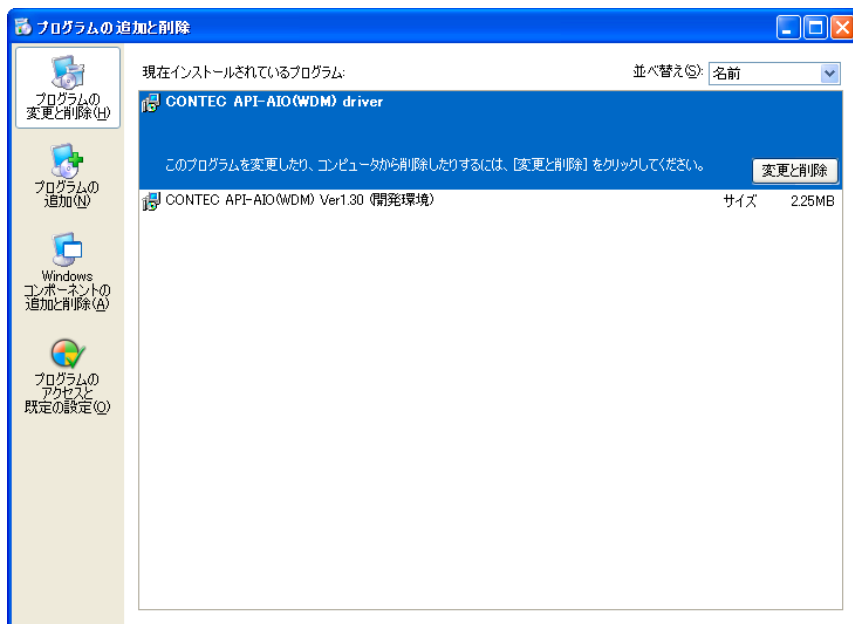 プログラムの追加と削除
プログラムの
変更と削除(H)
プログラムの
追加(N)
Windows
コンポーネントの
追加と削除(A)
プログラムの
アクセスと
既定の設定(O)
現在インストールされているプログラム:
並べ替え(S): 名前
CONTEC API-AIO(WDM) driver
このプログラムを変更したり、コンピュータから削除したりするには、[変更と削除] をクリックしてください。
変更と削除
CONTEC API-AIO(WDM) Ver1.30 (開発環境) サイズ 2.25MB